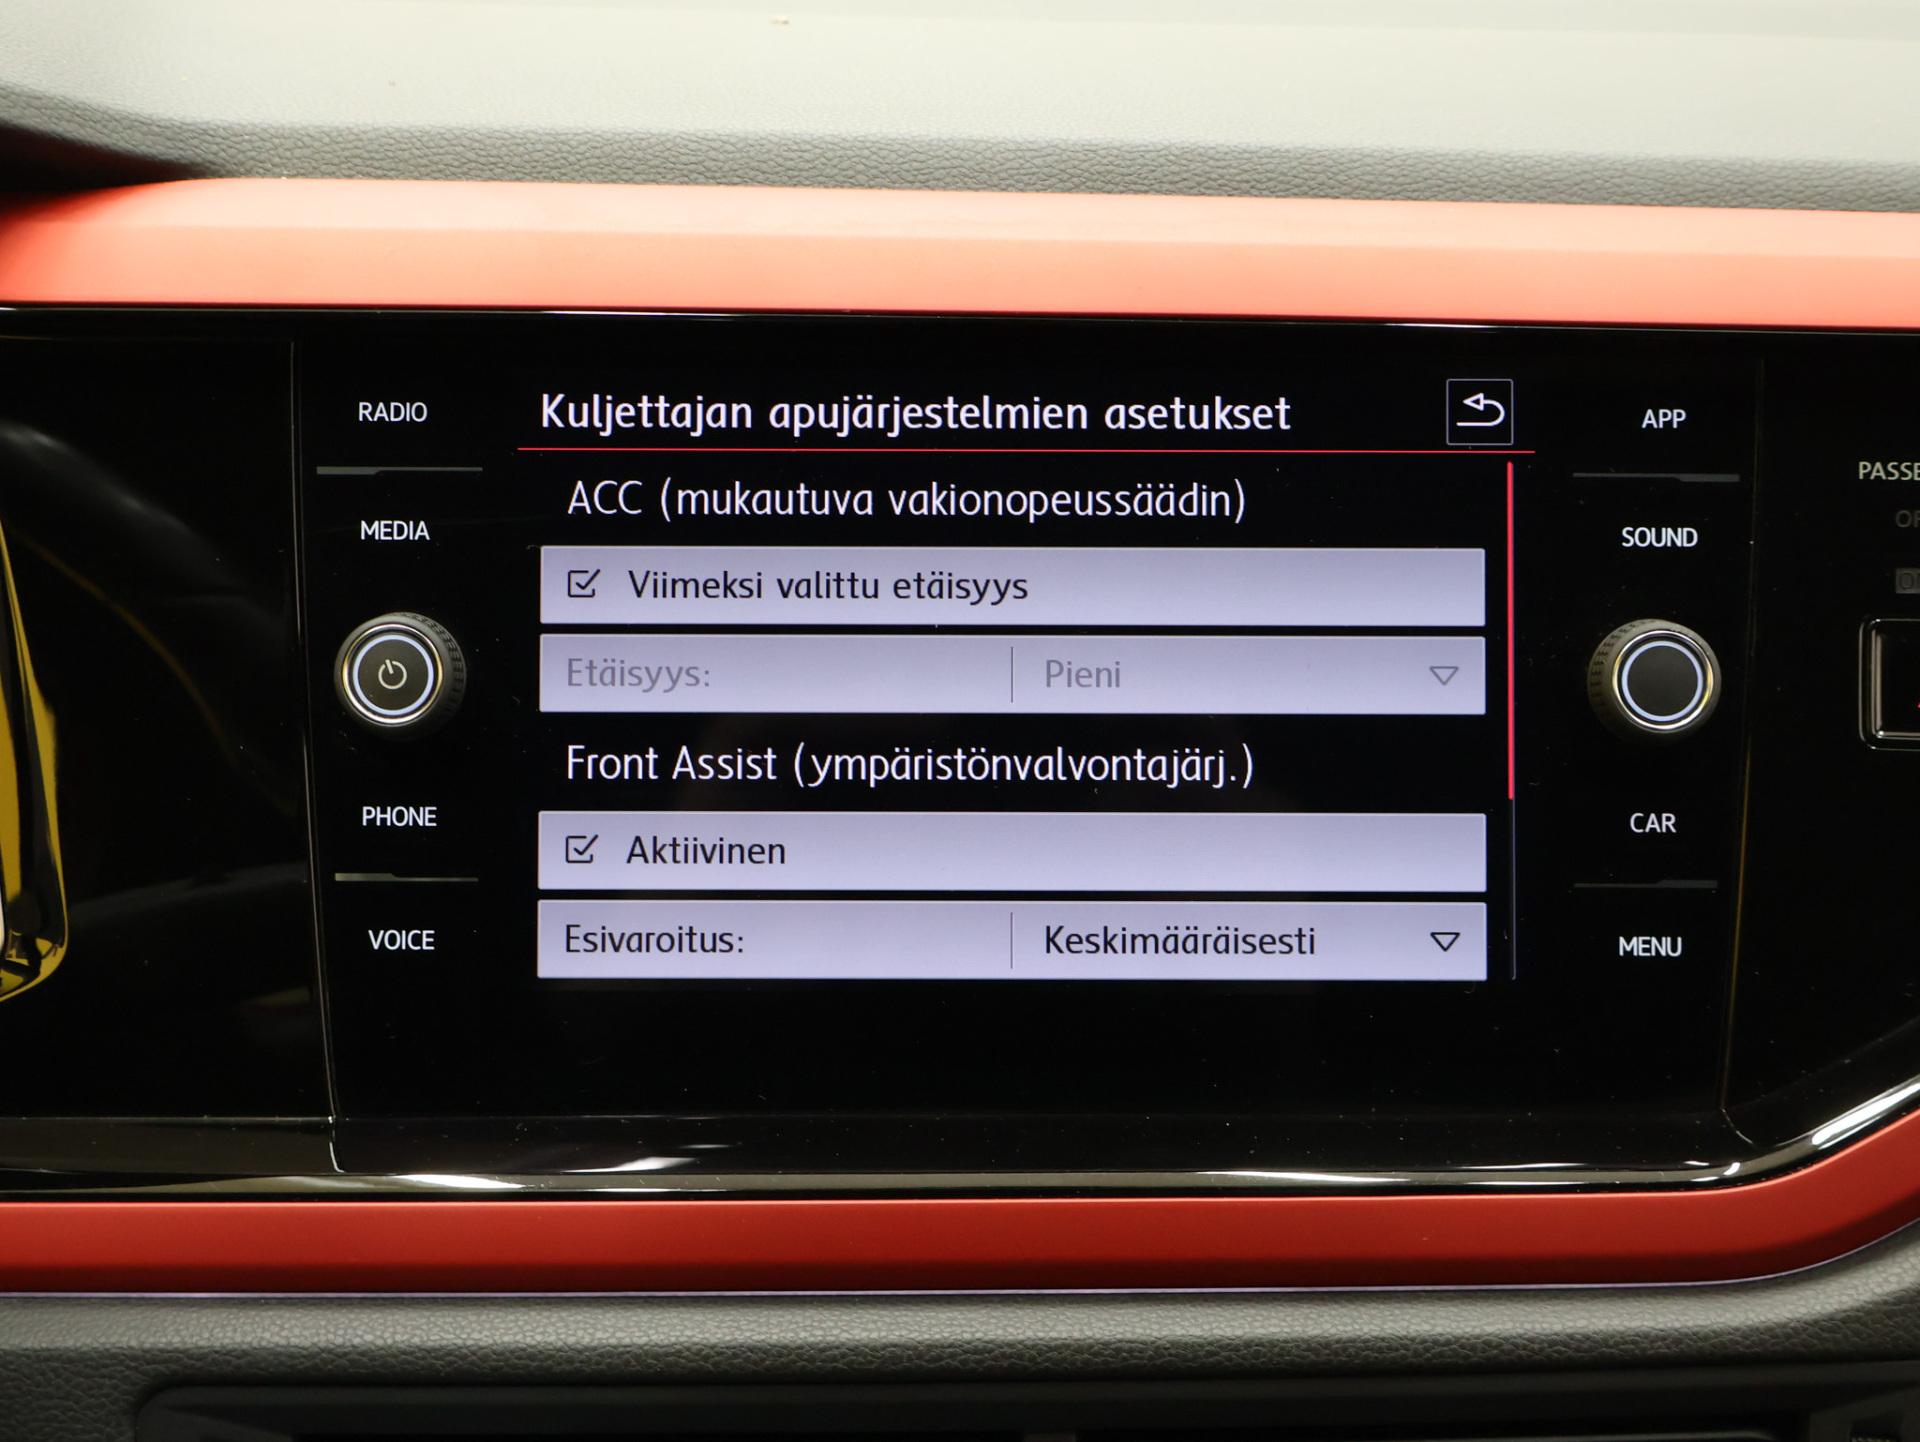 RADIO
MEDIA
PHONE
VOICE
Kuljettajan apujärjestelmien asetukset
ACC (mukautuva vakionopeussäädin)
Viimeksi valittu etäisyys
Etäisyys: Pieni
Front Assist (ympäristönvalvontajärj.)
Aktiivinen
Esivaroitus: Keskimääräisesti
APP
SOUND
CAR
MENU